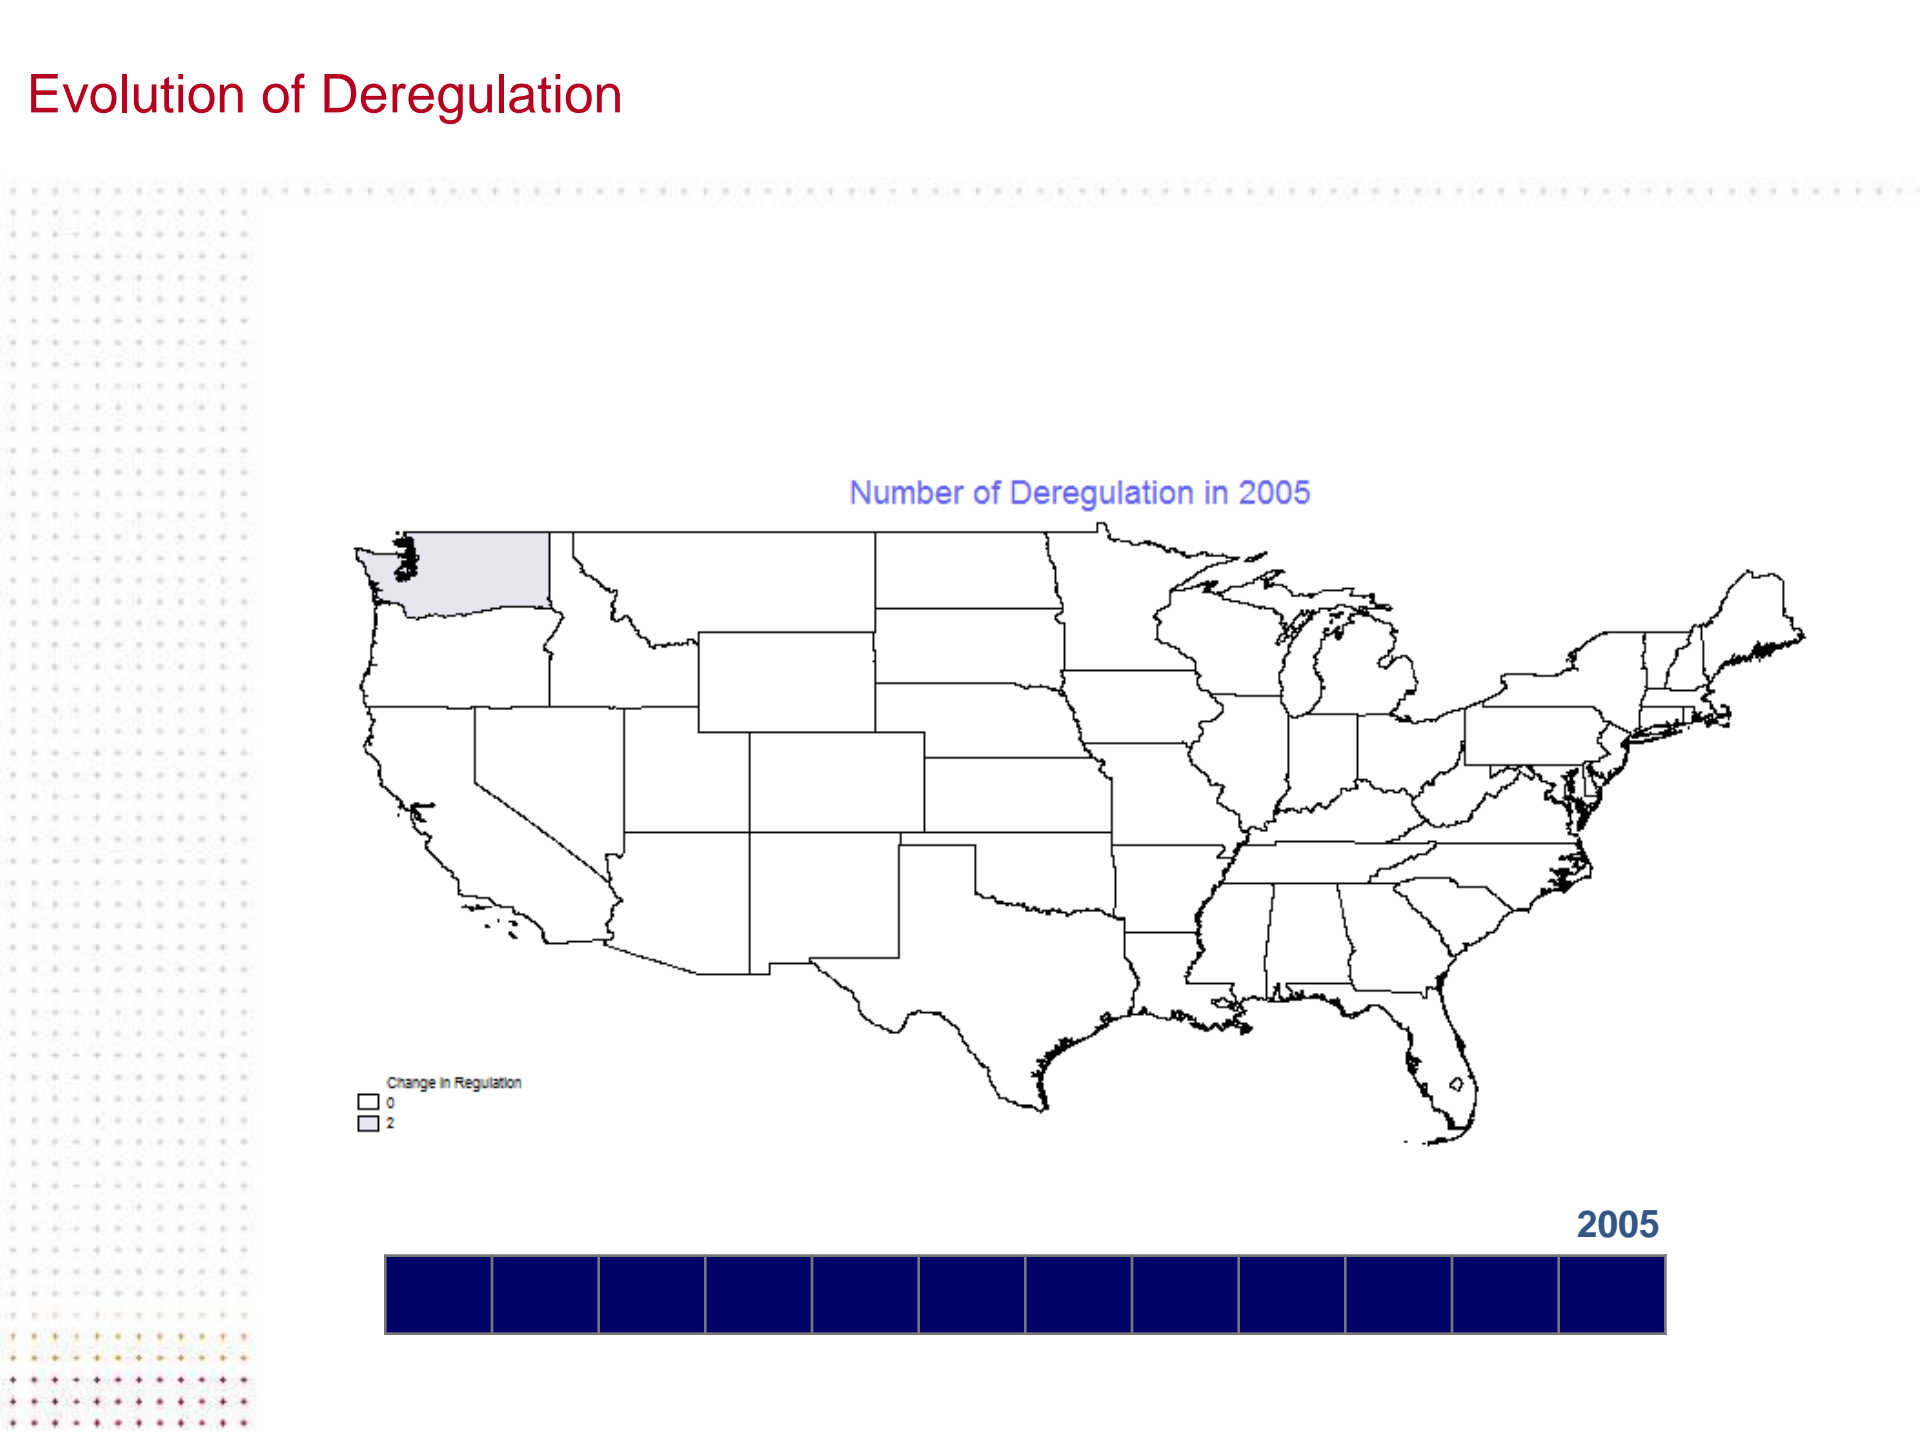 Evolution of Deregulation
Number of Deregulation in 2005
Change in Regulation
0
2
2005